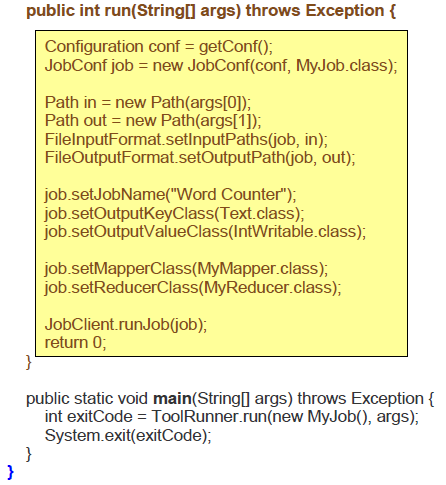 public int run(String[] args) throws Exception {
Configuration conf = getConf();
JobConf job = new JobConf(conf, MyJob.class);
Path in = new Path(args[0]);
Path out = new Path(args[1]);
FileInputFormat.setInputPaths(job, in);
FileOutputFormat.setOutputPath(job, out);
job.setJobName("Word Counter");
job.setOutputKeyClass(Text.class);
job.setOutputValueClass(IntWritable.class);
job.setMapperClass(MyMapper.class);
job.setReducerClass(MyReducer.class);
JobClient.runJob(job);
return 0;
}
public static void main(String[] args) throws Exception {
int exitCode = ToolRunner.run(new MyJob(), args);
System.exit(exitCode);
}
}